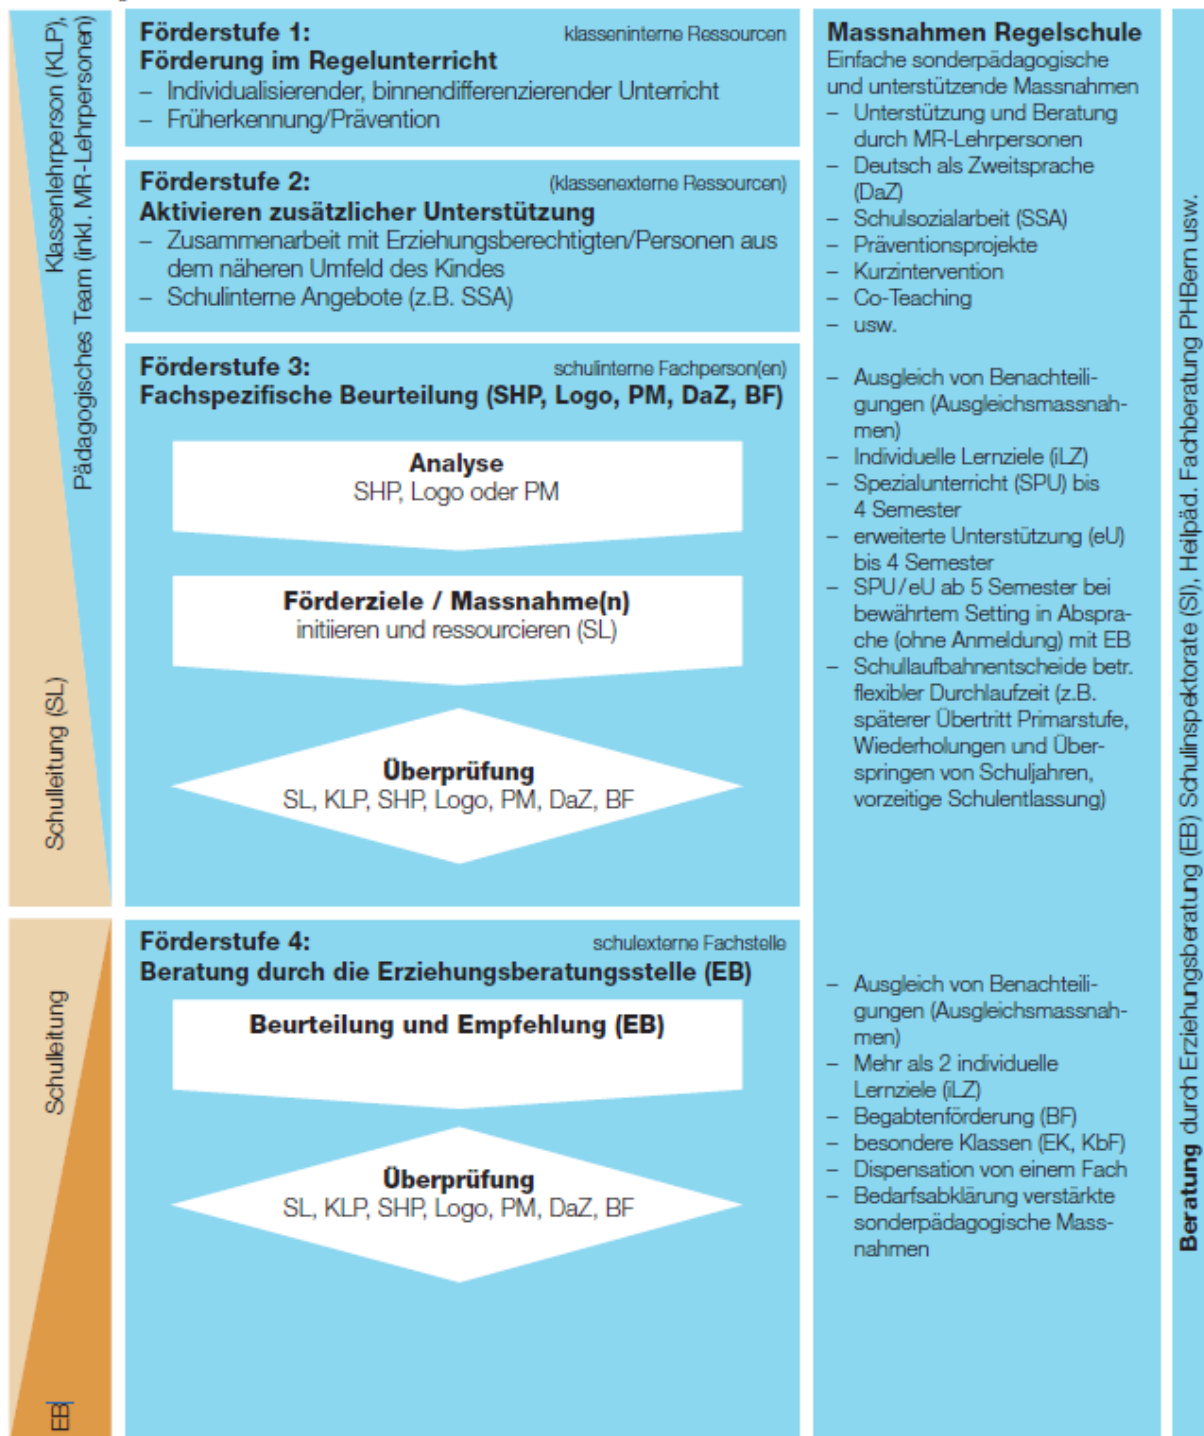 Klassenlehrperson (KLP),
Pädagogisches Team (inkl. MR-Lehrpersonen)
Schulleitung (SL)
Förderstufe 1: klasseninterne Ressourcen
Förderung im Regelunterricht
– Individualisierender, binnendifferenzierender Unterricht
– Früherkennung/Prävention
Förderstufe 2: (klassenexterne Ressourcen)
Aktivieren zusätzlicher Unterstützung
– Zusammenarbeit mit Erziehungsberechtigten/Personen aus
dem näheren Umfeld des Kindes
– Schulinterne Angebote (z.B. SSA)
Förderstufe 3: schulinterne Fachperson(en)
Fachspezifische Beurteilung (SHP, Logo, PM, DaZ, BF)
Analyse
SHP, Logo oder PM
Förderziele / Massnahme(n)
initiieren und ressourcieren (SL)
Überprüfung
SL, KLP, SHP, Logo, PM, DaZ, BF
Schulleitung
EB
Förderstufe 4: schulexterne Fachstelle
Beratung durch die Erziehungsberatungsstelle (EB)
Beurteilung und Empfehlung (EB)
Überprüfung
SL, KLP, SHP, Logo, PM, DaZ, BF
Massnahmen Regelschule
Einfache sonderpädagogische
und unterstützende Massnahmen
– Unterstützung und Beratung
durch MR-Lehrpersonen
– Deutsch als Zweitsprache
(DaZ)
– Schulsozialarbeit (SSA)
– Präventionsprojekte
– Kurzintervention
– Co-Teaching
– usw.
– Ausgleich von Benachteili-
gungen (Ausgleichsmassnah-
men)
– Individuelle Lernziele (iLZ)
– Spezialunterricht (SPU) bis
4 Semester
– erweiterte Unterstützung (eU)
bis 4 Semester
– SPU/eU ab 5 Semester bei
bewährtem Setting in Abspra-
che (ohne Anmeldung) mit EB
– Schullaufbahnentscheide betr.
flexibler Durchlaufzeit (z.B.
späterer Übertritt Primarstufe,
Wiederholungen und Über-
springen von Schuljahren,
vorzeitige Schulentlassung)
– Ausgleich von Benachteili-
gungen (Ausgleichsmassnah-
men)
– Mehr als 2 individuelle
Lernziele (iLZ)
– Begabtenförderung (BF)
– besondere Klassen (EK, KbF)
– Dispensation von einem Fach
– Bedarfsabklärung verstärkte
sonderpädagogische Mass-
nahmen
Beratung durch Erziehungsberatung (EB) Schulinspektorate (SI), Heilpäd. Fachberatung PHBern usw.